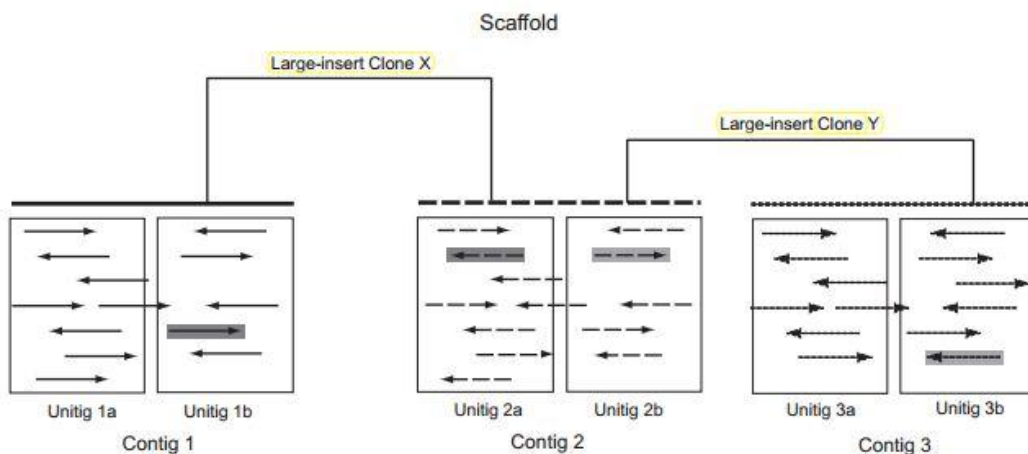 Scaffold
Large-insert Clone X
Large-insert Clone Y
Unitig 1a
Unitig 1b
Unitig 2a
Unitig 2b
Unitig 3a
Unitig 3b
Contig 1
Contig 2
Contig 3